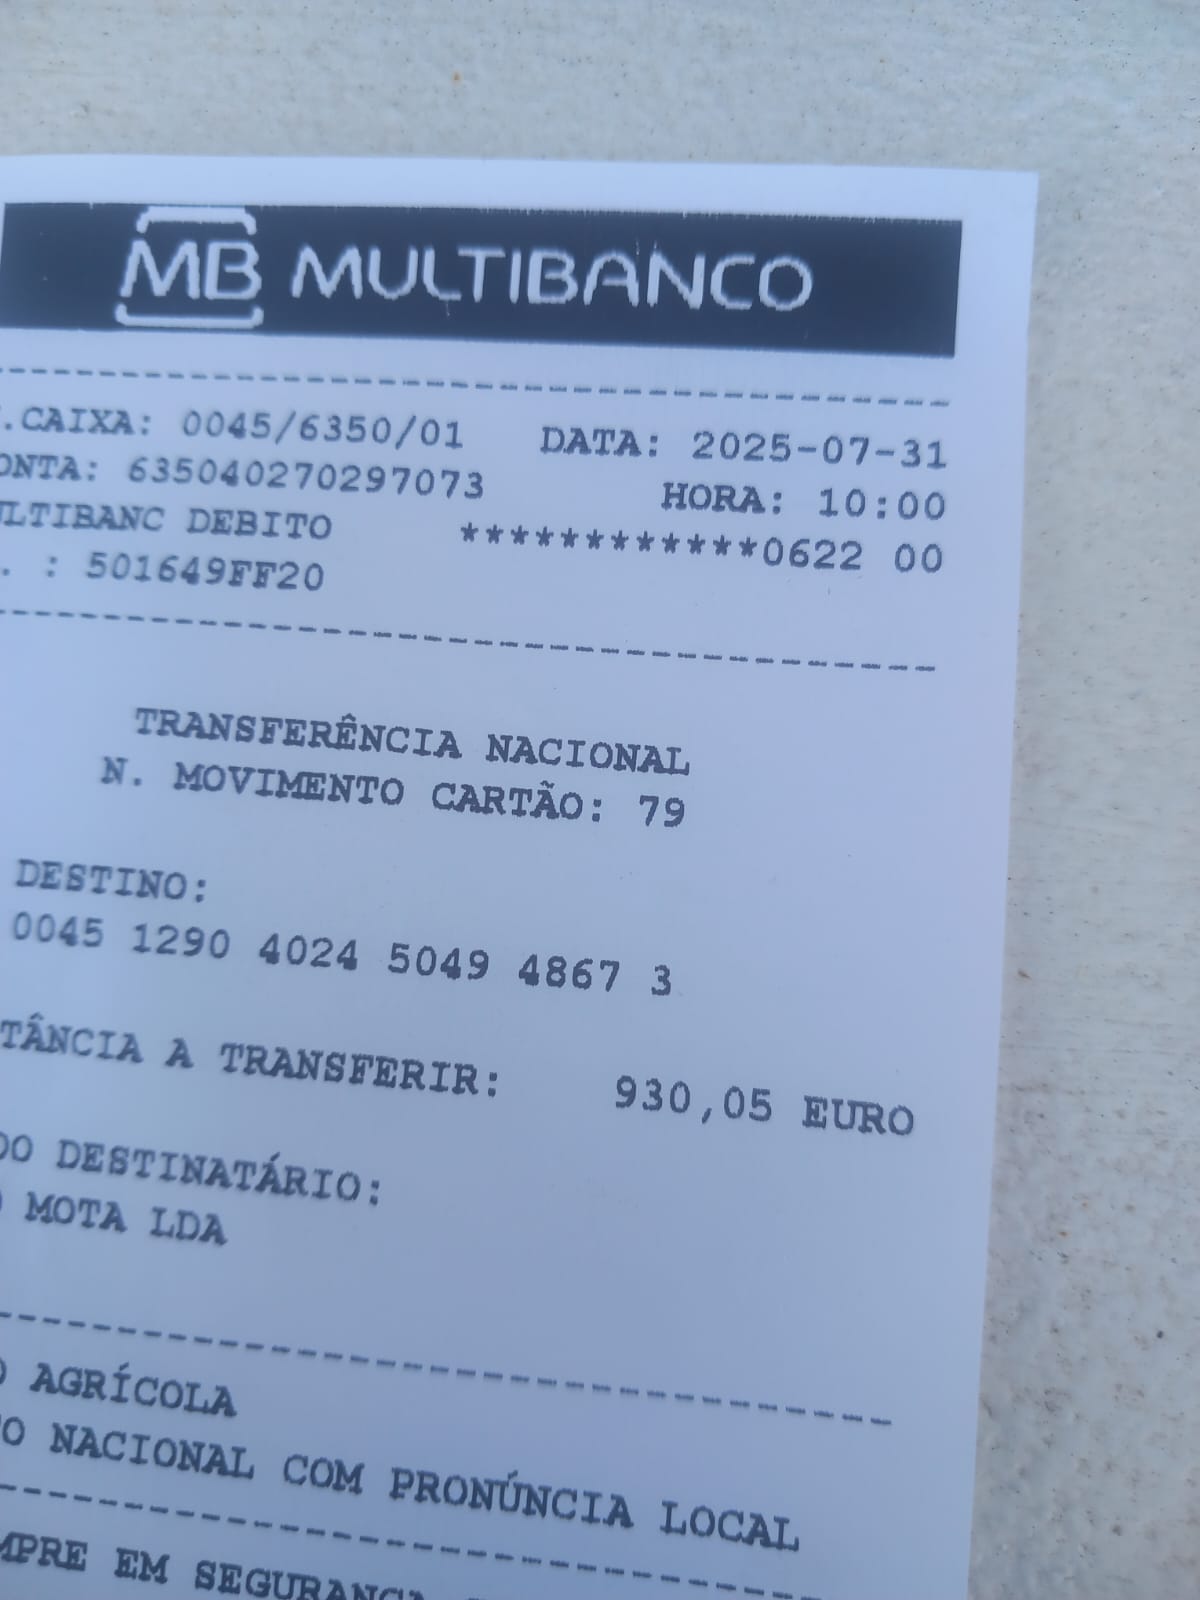 MB MULTIBANCO
.CAIXA: 0045/6350/01 DATA: 2025-07-31
ONTA: 635040270297073 HORA: 10:00
LTIBANC DEBITO ************0622 00
. : 501649FF20
TRANSFERÊNCIA NACIONAL
N. MOVIMENTO CARTÃO: 79
DESTINO:
0045 1290 4024 5049 4867 3
TÂNCIA A TRANSFERIR: 930,05 EURO
DO DESTINATÁRIO:
MOTA LDA
AGRÍCOLA
O NACIONAL COM PRONÚNCIA LOCAL
MPRE EM SEGURANÇA